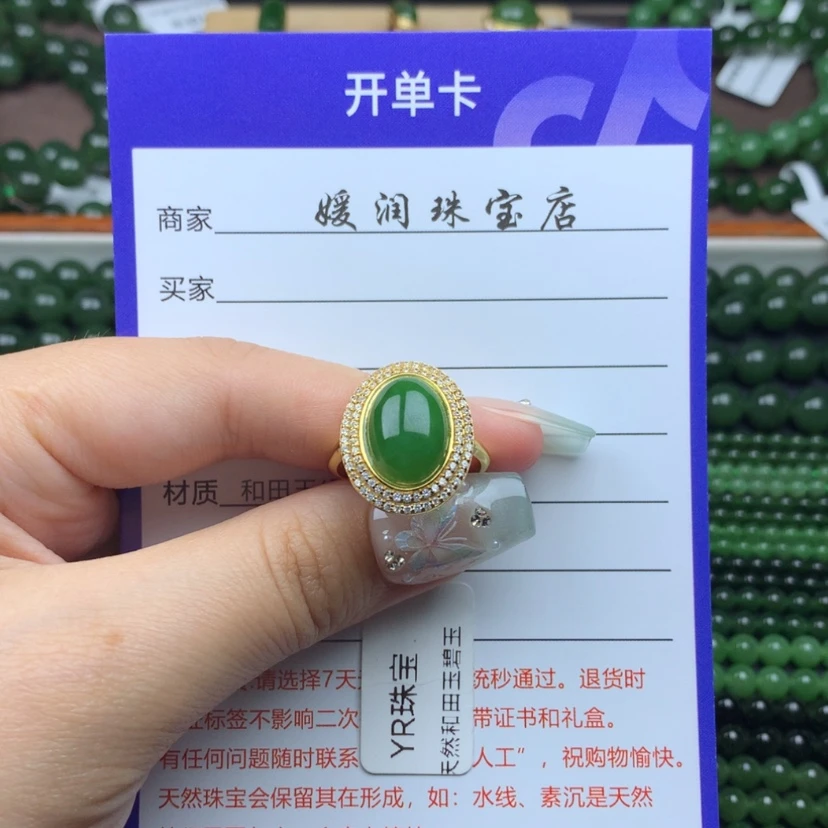 开单卡
商家 媛润珠宝店
买家
材质 和田玉
请选择7天 统秒通过。退货时
证标签不影响二次 带证书和礼盒。
有任何问题随时联系 人工”，祝购物愉快。
天然珠宝会保留其在形成，如：水线、素沉是天然
YR珠宝
天然和田玉碧玉